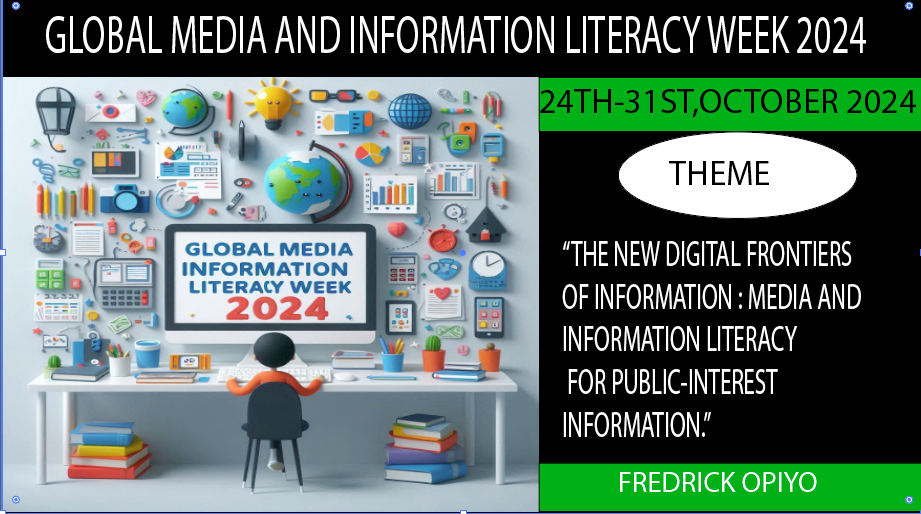 GLOBAL MEDIA AND INFORMATION LITERACY WEEK 2024
24TH-31ST,OCTOBER 2024
THEME
“THE NEW DIGITAL FRONTIERS
OF INFORMATION : MEDIA AND
INFORMATION LITERACY
FOR PUBLIC-INTEREST
INFORMATION.”
FREDRICK OPIYO
GLOBAL MEDIA
INFORMATION
LITERACY WEEK
2024